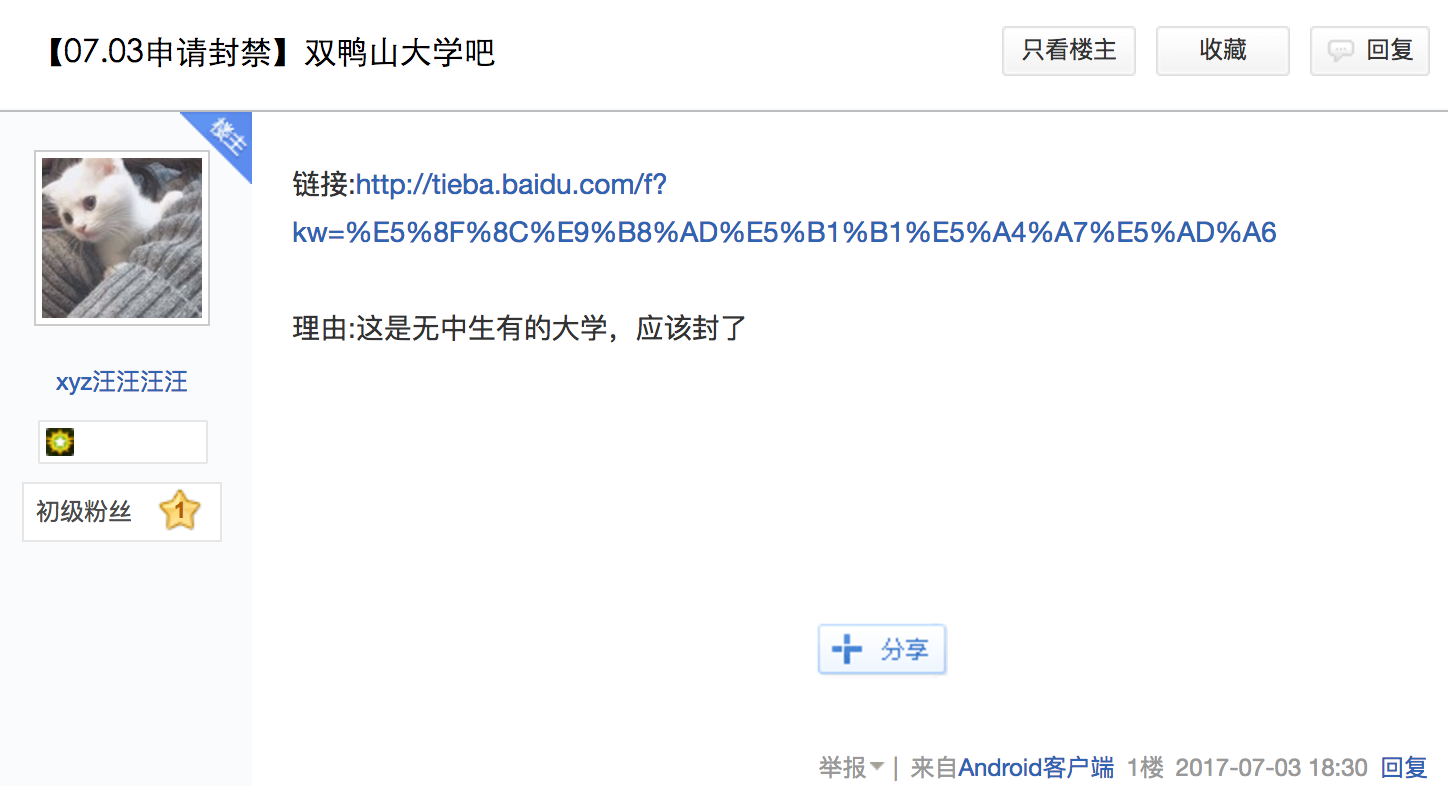 【07.03申请封禁】双鸭山大学吧
只看楼主
收藏
回复
楼主
链接:http://tieba.baidu.com/f?
kw=%E5%8F%8C%E9%B8%AD%E5%B1%B1%E5%A4%A7%E5%AD%A6
理由:这是无中生有的大学，应该封了
xyz汪汪汪汪
初级粉丝 1
分享
举报 | 来自Android客户端 1楼 2017-07-03 18:30 回复